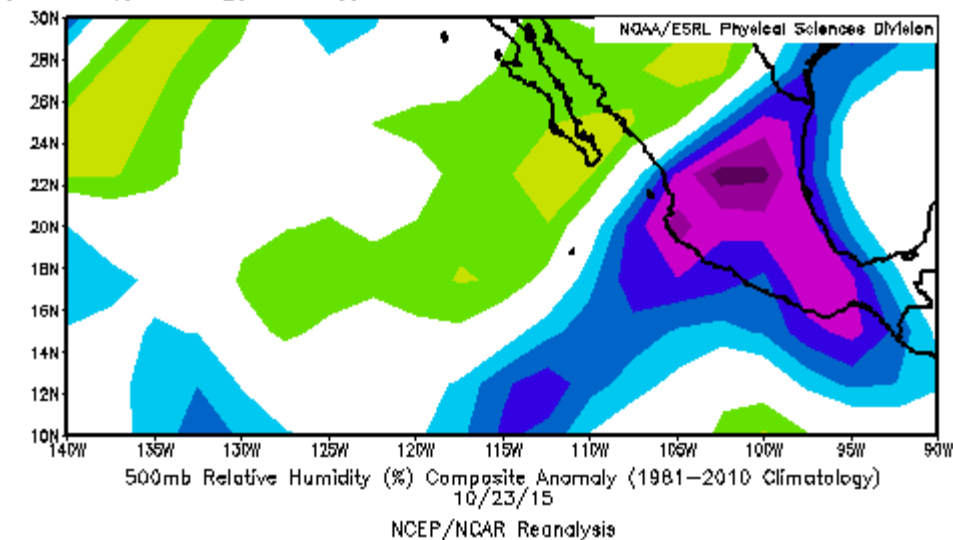 NOAA/ESRL Physical Sciences Division
30N
28N
26N
24N
22N
20N
18N
16N
14N
12N
10N
140W 135W 130W 125W 120W 115W 110W 105W 100W 95W 90W
500mb Relative Humidity (%) Composite Anomaly (1981-2010 Climatology)
10/23/15
NCEP/NCAR Reanalysis